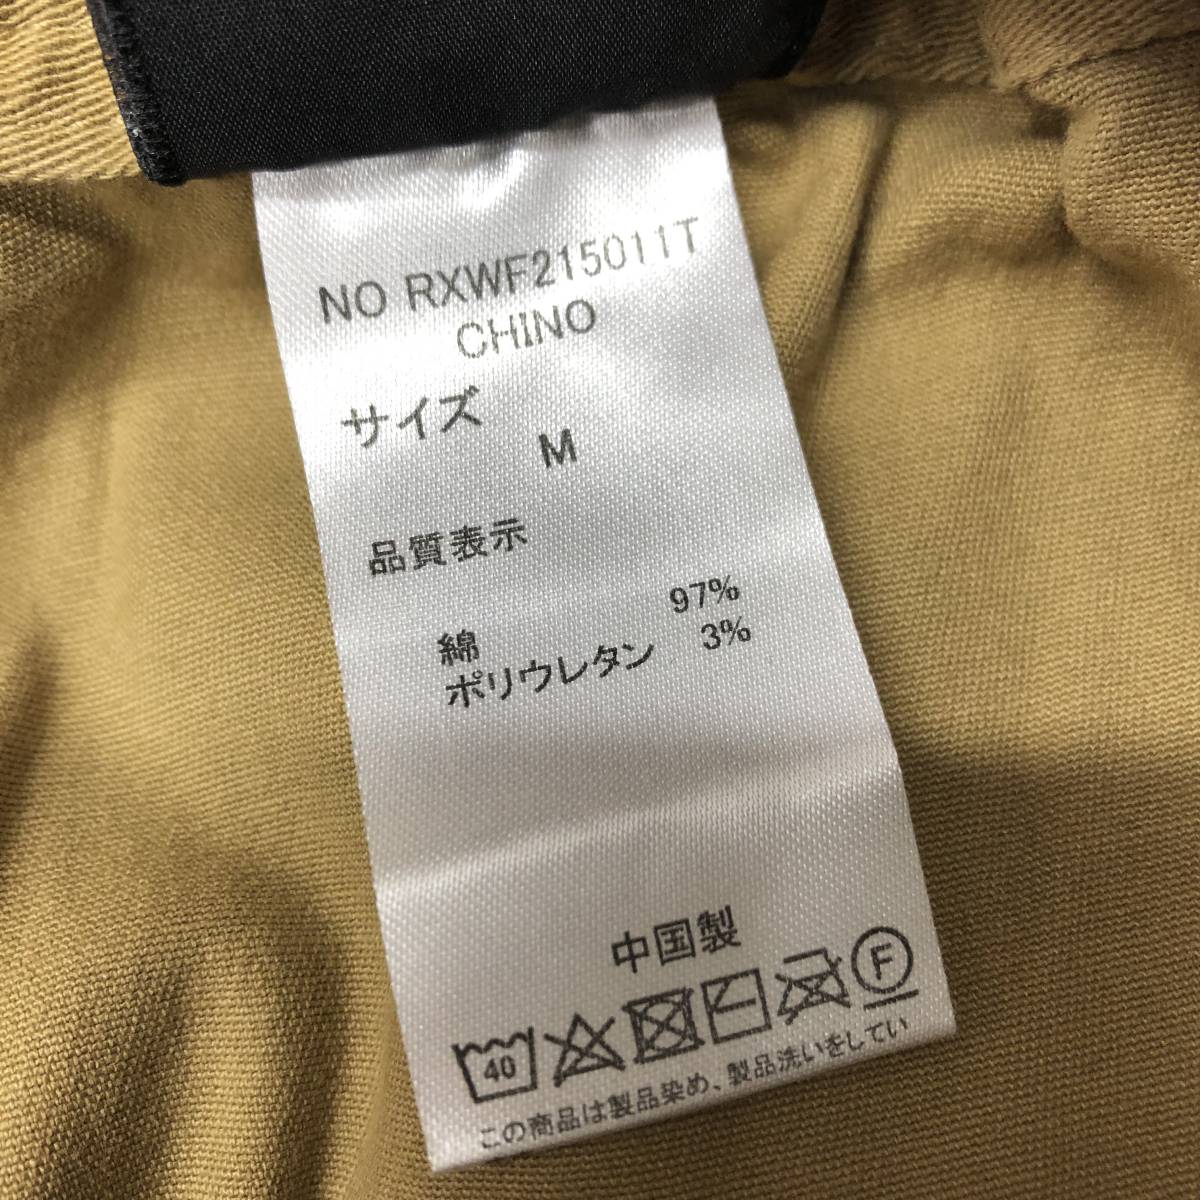 NO RXWF215011T
CHINO
サイズ
M
品質表示
綿 97%
ポリウレタン 3%
中国製
40 F
この商品は製品染め、製品洗いをしてい